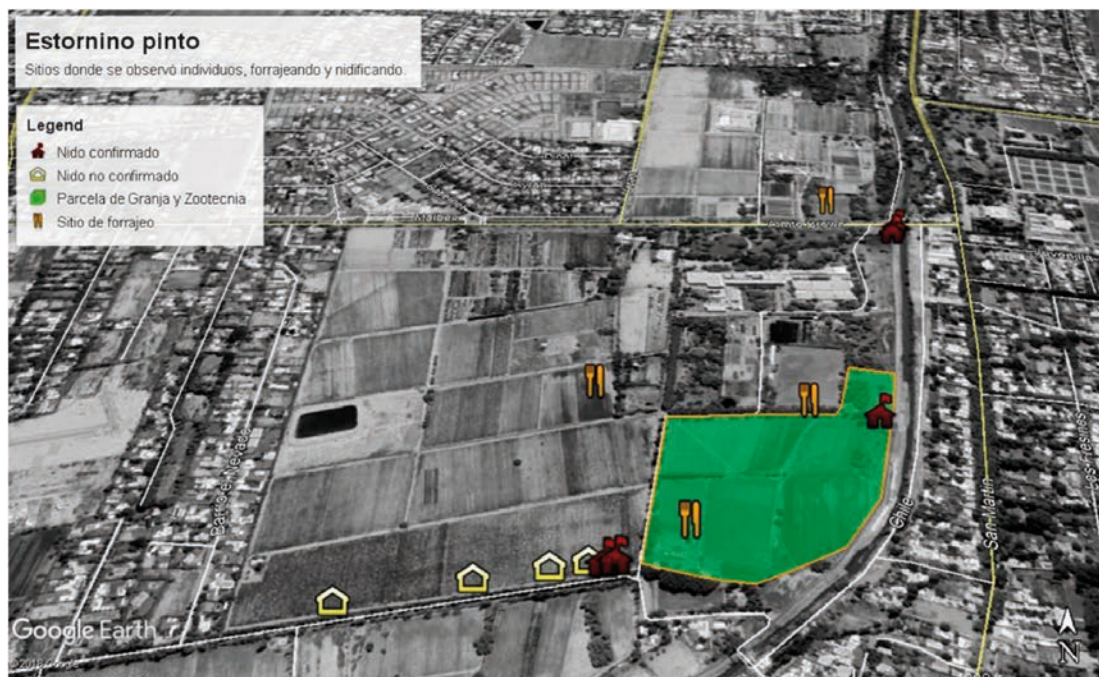 Estornino pinto
Sitios donde se observó individuos, forrajeando y nidificando.
Legend
Nido confirmado
Nido no confirmado
Parcela de Granja y Zootecnia
Sitio de forrajeo
Chile
San Martin
Google Earth
N